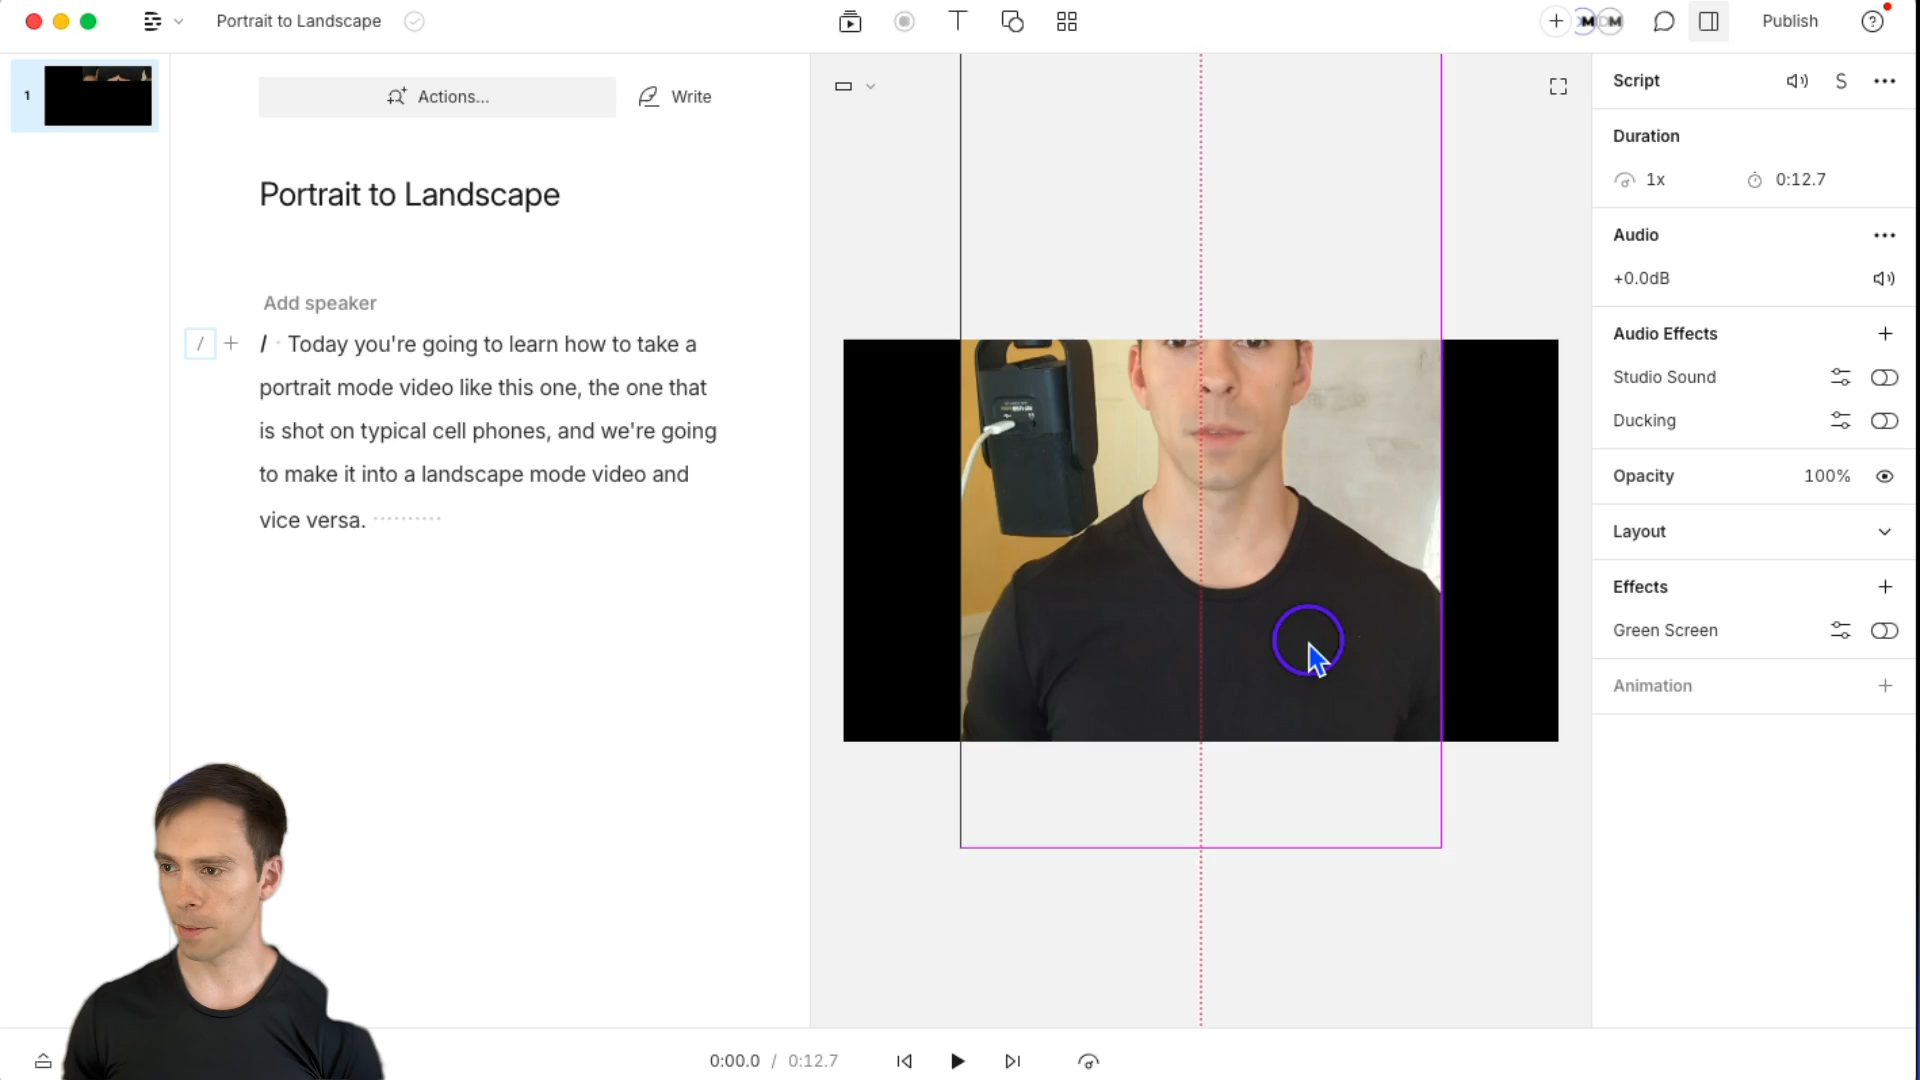 Portrait to Landscape
M
M
Publish
1
Actions...
Write
Portrait to Landscape
Add speaker
/
/ Today you're going to learn how to take a
portrait mode video like this one, the one that
is shot on typical cell phones, and we're going
to make it into a landscape mode video and
vice versa.
Script
S
Duration
1x
0:12.7
Audio
+0.0dB
Audio Effects
Studio Sound
Ducking
Opacity
100%
Layout
Effects
Green Screen
Animation
0:00.0 / 0:12.7